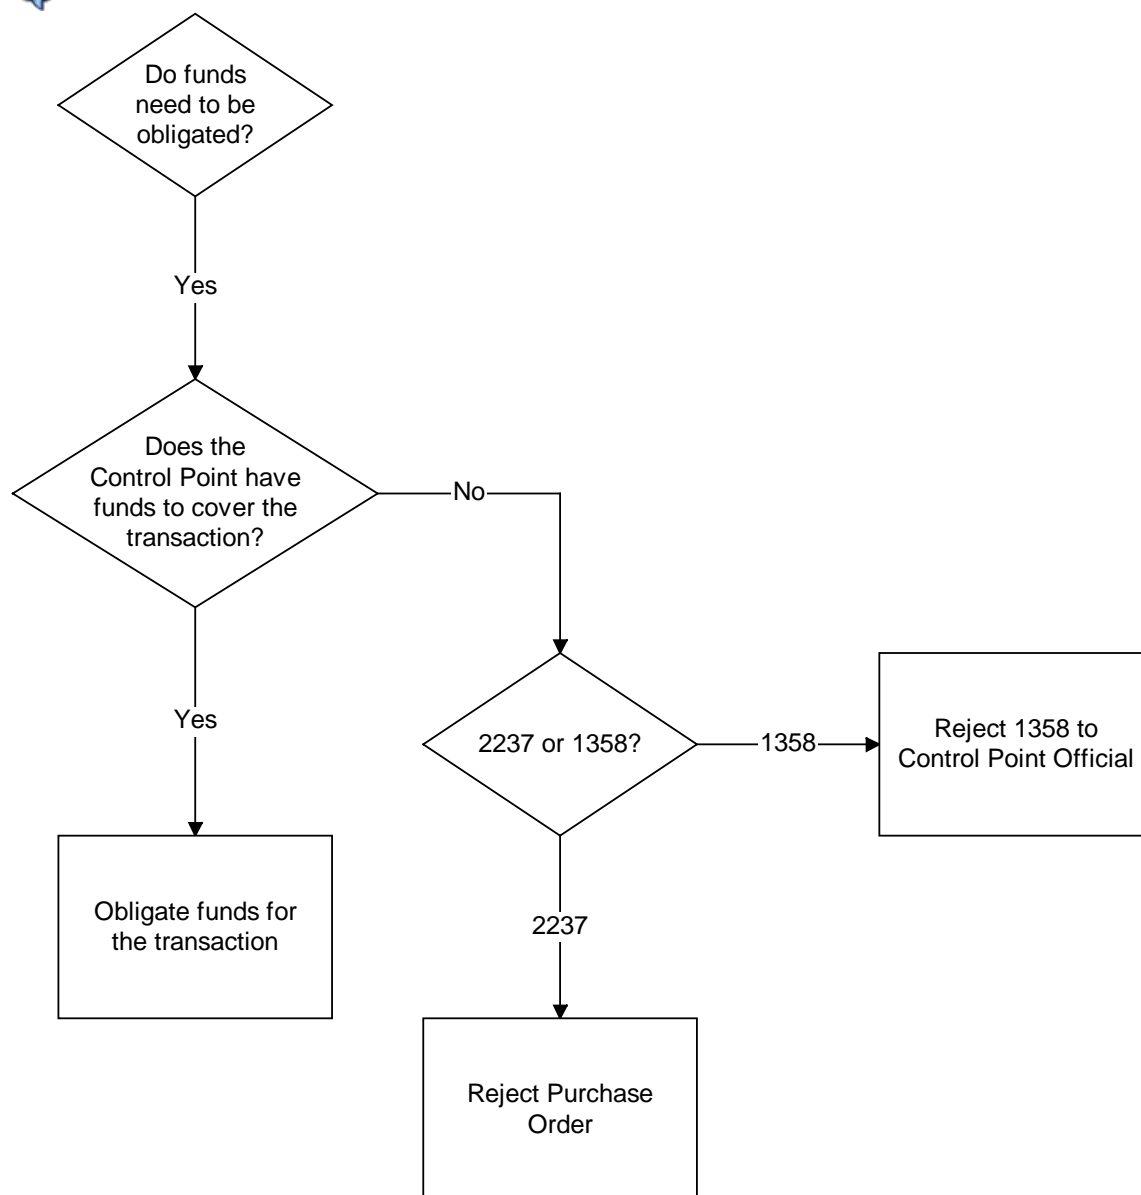 Do funds
need to be
obligated?
Yes
Does the
Control Point have
funds to cover the
transaction?
No
Yes
2237 or 1358?
1358
Reject 1358 to
Control Point Official
Obligate funds for
the transaction
2237
Reject Purchase
Order